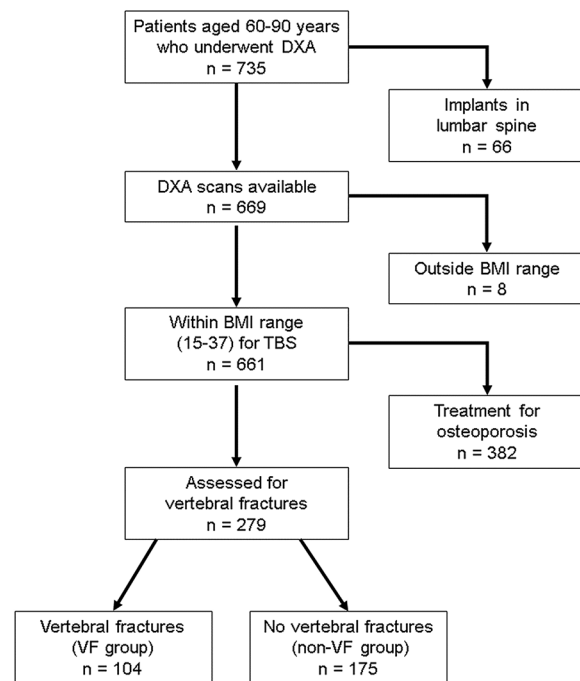 Patients aged 60-90 years
who underwent DXA
n = 735
Implants in
lumbar spine
n = 66
DXA scans available
n = 669
Outside BMI range
n = 8
Within BMI range
(15-37) for TBS
n = 661
Treatment for
osteoporosis
n = 382
Assessed for
vertebral fractures
n = 279
Vertebral fractures
(VF group)
n = 104
No vertebral fractures
(non-VF group)
n = 175